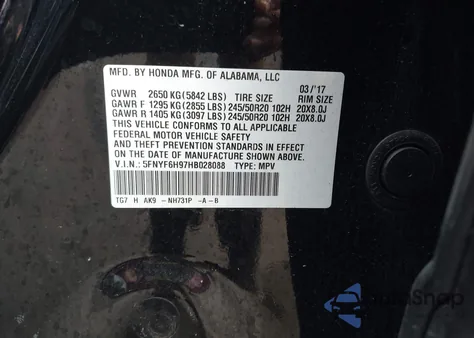 MFD. BY HONDA MFG. OF ALABAMA, LLC
03/'17
GVWR 2650 KG(5842 LBS) TIRE SIZE RIM SIZE
GAWR F 1295 KG(2855 LBS) 245/50R20 102H 20X8.0J
GAWR R 1405 KG(3097 LBS) 245/50R20 102H 20X8.0J
THIS VEHICLE CONFORMS TO ALL APPLICABLE
FEDERAL MOTOR VEHICLE SAFETY
AND THEFT PREVENTION STANDARDS IN EFFECT ON THE
DATE OF MANUFACTURE SHOWN ABOVE.
V.I.N.: 5FNYF6H97HB028088 TYPE: MPV
TG7 H AK9 -NH731P -A-B
AutoSnap